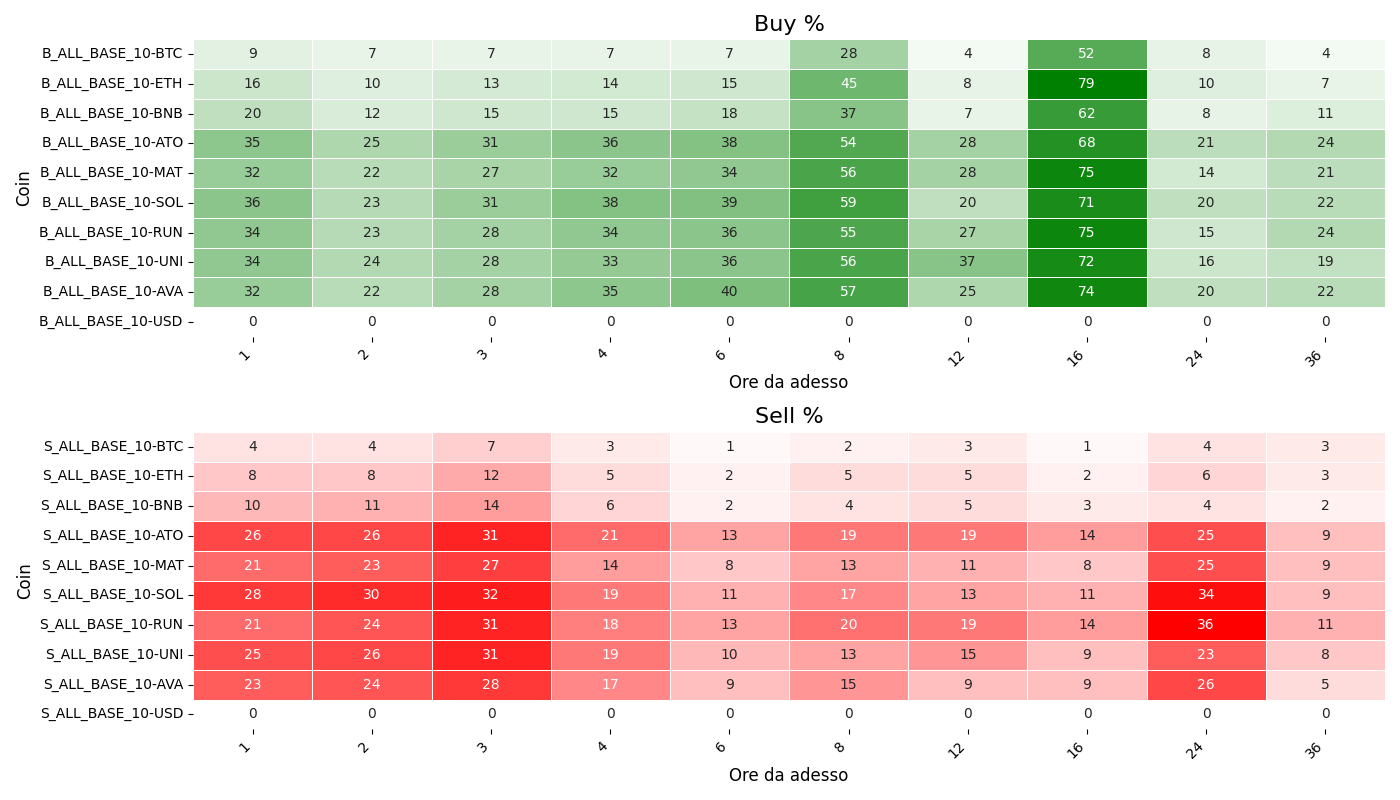 Buy %
B_ALL_BASE_10-BTC 9 7 7 7 7 28 4 52 8 4
B_ALL_BASE_10-ETH 16 10 13 14 15 45 8 79 10 7
B_ALL_BASE_10-BNB 20 12 15 15 18 37 7 62 8 11
B_ALL_BASE_10-ATO 35 25 31 36 38 54 28 68 21 24
B_ALL_BASE_10-MAT 32 22 27 32 34 56 28 75 14 21
B_ALL_BASE_10-SOL 36 23 31 38 39 59 20 71 20 22
B_ALL_BASE_10-RUN 34 23 28 34 36 55 27 75 15 24
B_ALL_BASE_10-UNI 34 24 28 33 36 56 37 72 16 19
B_ALL_BASE_10-AVA 32 22 28 35 40 57 25 74 20 22
B_ALL_BASE_10-USD 0 0 0 0 0 0 0 0 0 0
Coin
1 2 3 4 6 8 12 16 24 36
Ore da adesso
Sell %
S_ALL_BASE_10-BTC 4 4 7 3 1 2 3 1 4 3
S_ALL_BASE_10-ETH 8 8 12 5 2 5 5 2 6 3
S_ALL_BASE_10-BNB 10 11 14 6 2 4 5 3 4 2
S_ALL_BASE_10-ATO 26 26 31 21 13 19 19 14 25 9
S_ALL_BASE_10-MAT 21 23 27 14 8 13 11 8 25 9
S_ALL_BASE_10-SOL 28 30 32 19 11 17 13 11 34 9
S_ALL_BASE_10-RUN 21 24 31 18 13 20 19 14 36 11
S_ALL_BASE_10-UNI 25 26 31 19 10 13 15 9 23 8
S_ALL_BASE_10-AVA 23 24 28 17 9 15 9 9 26 5
S_ALL_BASE_10-USD 0 0 0 0 0 0 0 0 0 0
Coin
1 2 3 4 6 8 12 16 24 36
Ore da adesso